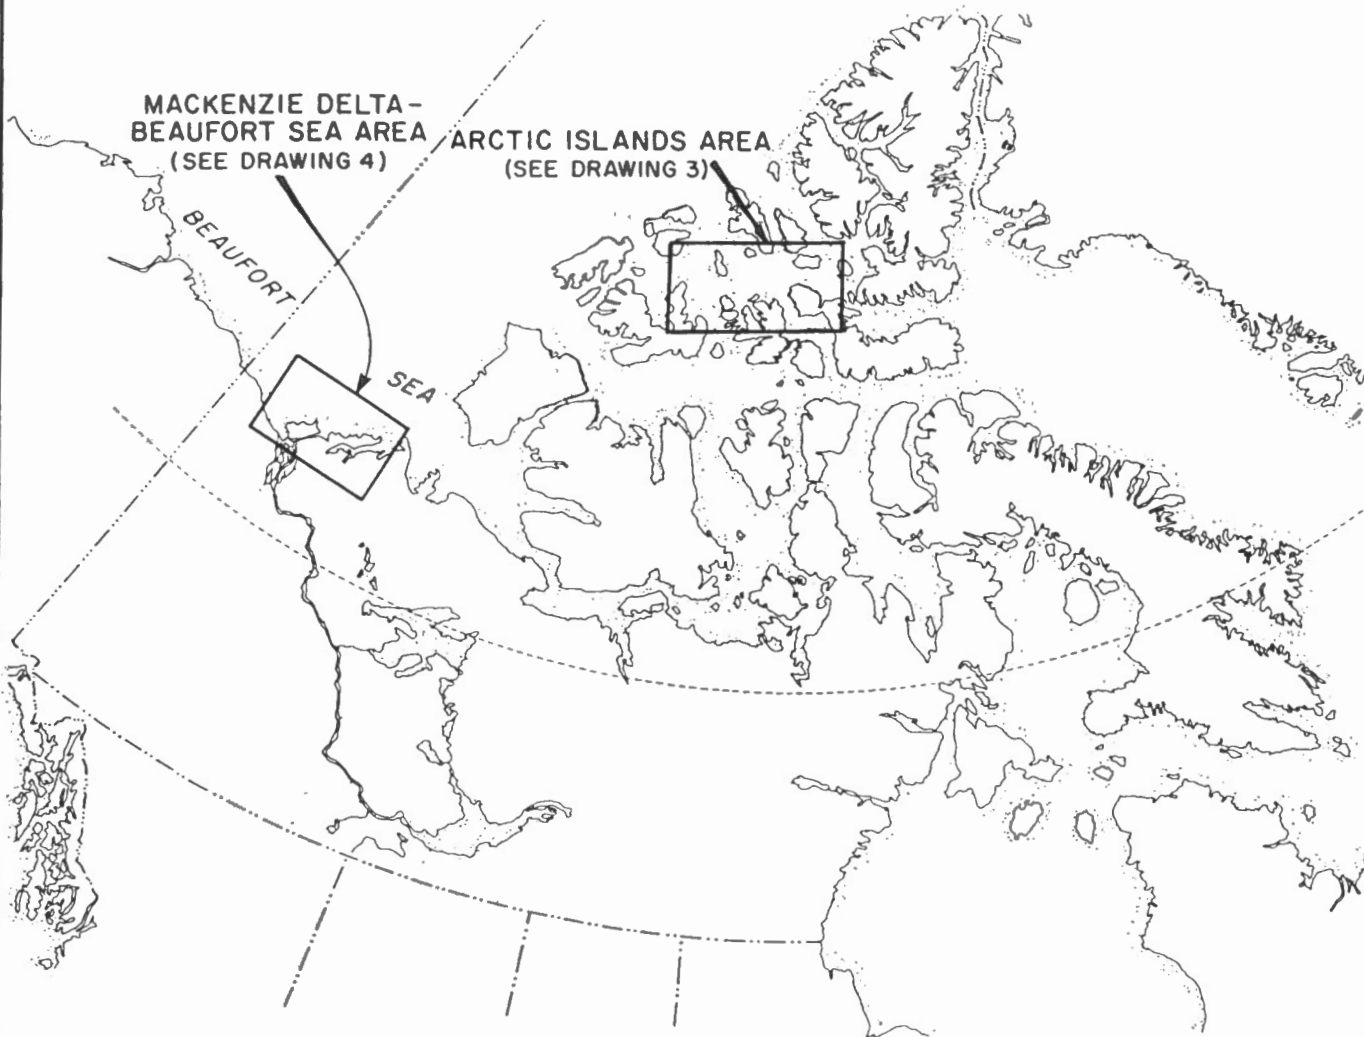 MACKENZIE DELTA-
BEAUFORT SEA AREA
(SEE DRAWING 4)
ARCTIC ISLANDS AREA
(SEE DRAWING 3)
BEAUFORT
SEA